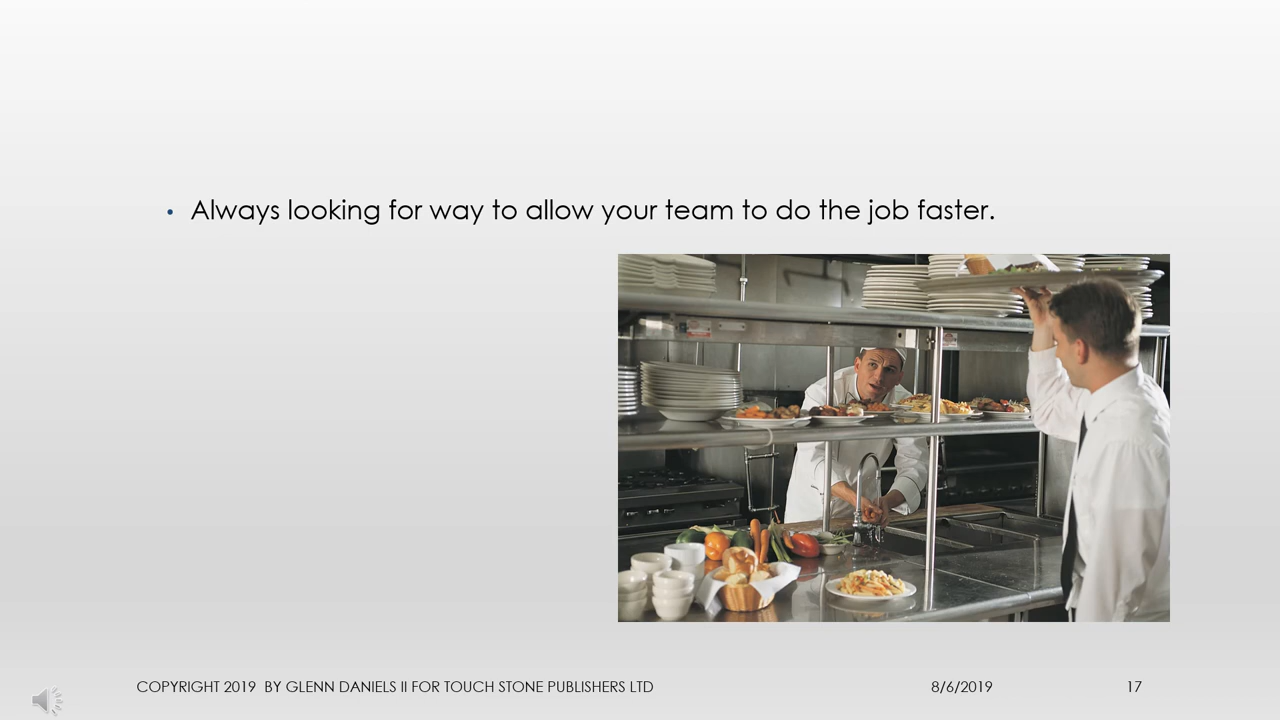 • Always looking for way to allow your team to do the job faster.
COPYRIGHT 2019 BY GLENN DANIELS II FOR TOUCH STONE PUBLISHERS LTD
8/6/2019
17